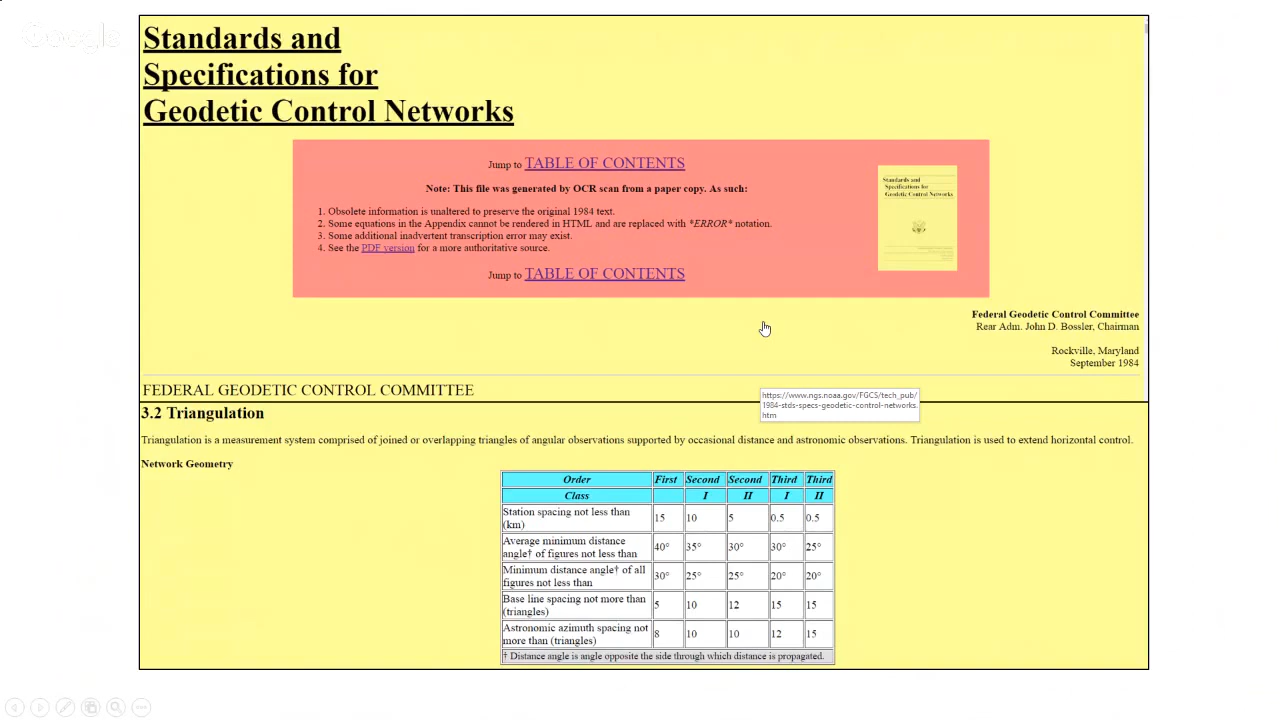 Google
Standards and
Specifications for
Geodetic Control Networks
Jump to TABLE OF CONTENTS
Note: This file was generated by OCR scan from a paper copy. As such:
1. Obsolete information is unaltered to preserve the original 1984 text.
2. Some equations in the Appendix cannot be rendered in HTML and are replaced with *ERROR* notation.
3. Some additional inadvertent transcription error may exist.
4. See the PDF version for a more authoritative source.
Jump to TABLE OF CONTENTS
Standards and
Specifications for
Geodetic Control Networks
Federal Geodetic Control Committee
Rear Adm. John D. Bossler, Chairman
Rockville, Maryland
September 1984
FEDERAL GEODETIC CONTROL COMMITTEE
https://www.ngs.noaa.gov/FGCS/tech_pub/
1984-stds-specs-geodetic-control-networks.
htm
3.2 Triangulation
Triangulation is a measurement system comprised of joined or overlapping triangles of angular observations supported by occasional distance and astronomic observations. Triangulation is used to extend horizontal control.
Network Geometry
Order First Second Second Third Third
Class I II I II
Station spacing not less than
(km) 15 10 5 0.5 0.5
Average minimum distance
angle† of figures not less than 40° 35° 30° 30° 25°
Minimum distance angle† of all
figures not less than 30° 25° 25° 20° 20°
Base line spacing not more than
(triangles) 5 10 12 15 15
Astronomic azimuth spacing not
more than (triangles) 8 10 10 12 15
† Distance angle is angle opposite the side through which distance is propagated.